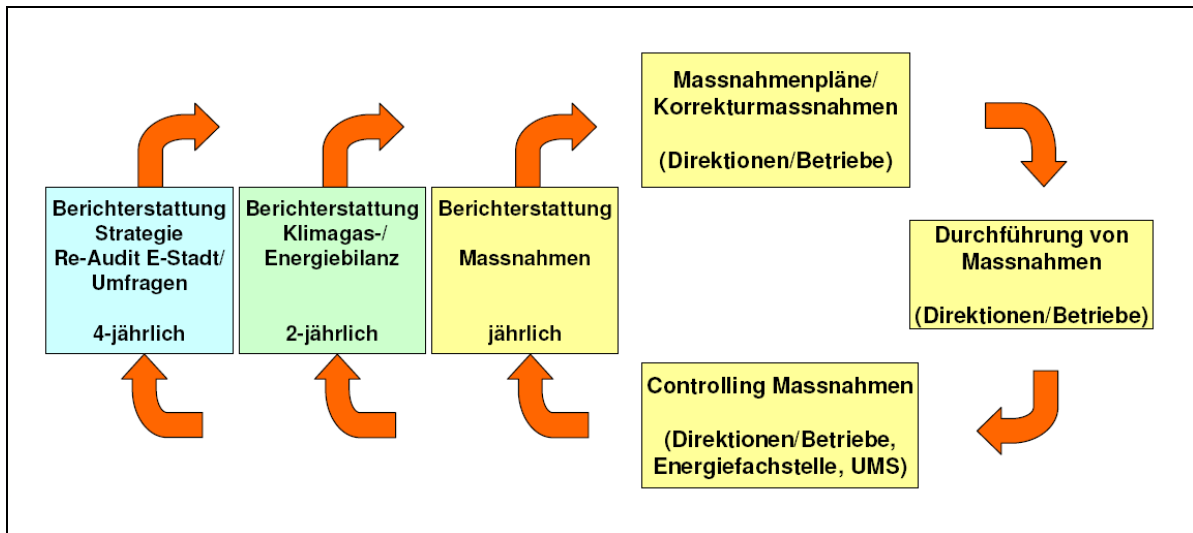 Massnahmenpläne/
Korrekturmassnahmen
(Direktionen/Betriebe)
Berichterstattung
Strategie
Re-Audit E-Stadt/
Umfragen
4-jährlich
Berichterstattung
Klimagas-/
Energiebilanz
2-jährlich
Berichterstattung
Massnahmen
jährlich
Durchführung von
Massnahmen
(Direktionen/Betriebe)
Controlling Massnahmen
(Direktionen/Betriebe,
Energiefachstelle, UMS)